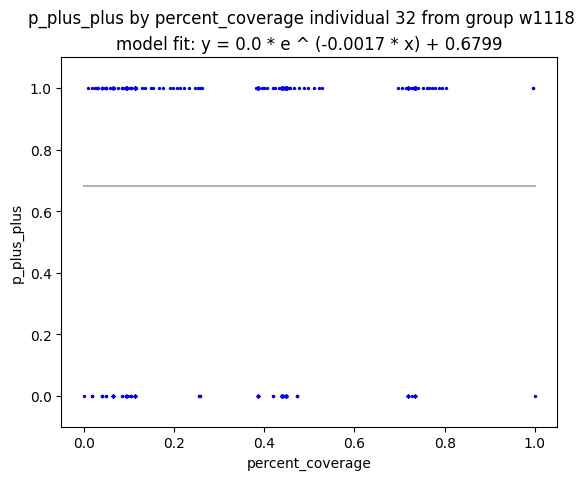 p_plus_plus by percent_coverage individual 32 from group w1118
model fit: y = 0.0 * e ^ (-0.0017 * x) + 0.6799
1.0
0.8
0.6
0.4
0.2
0.0
p_plus_plus
0.0 0.2 0.4 0.6 0.8 1.0
percent_coverage